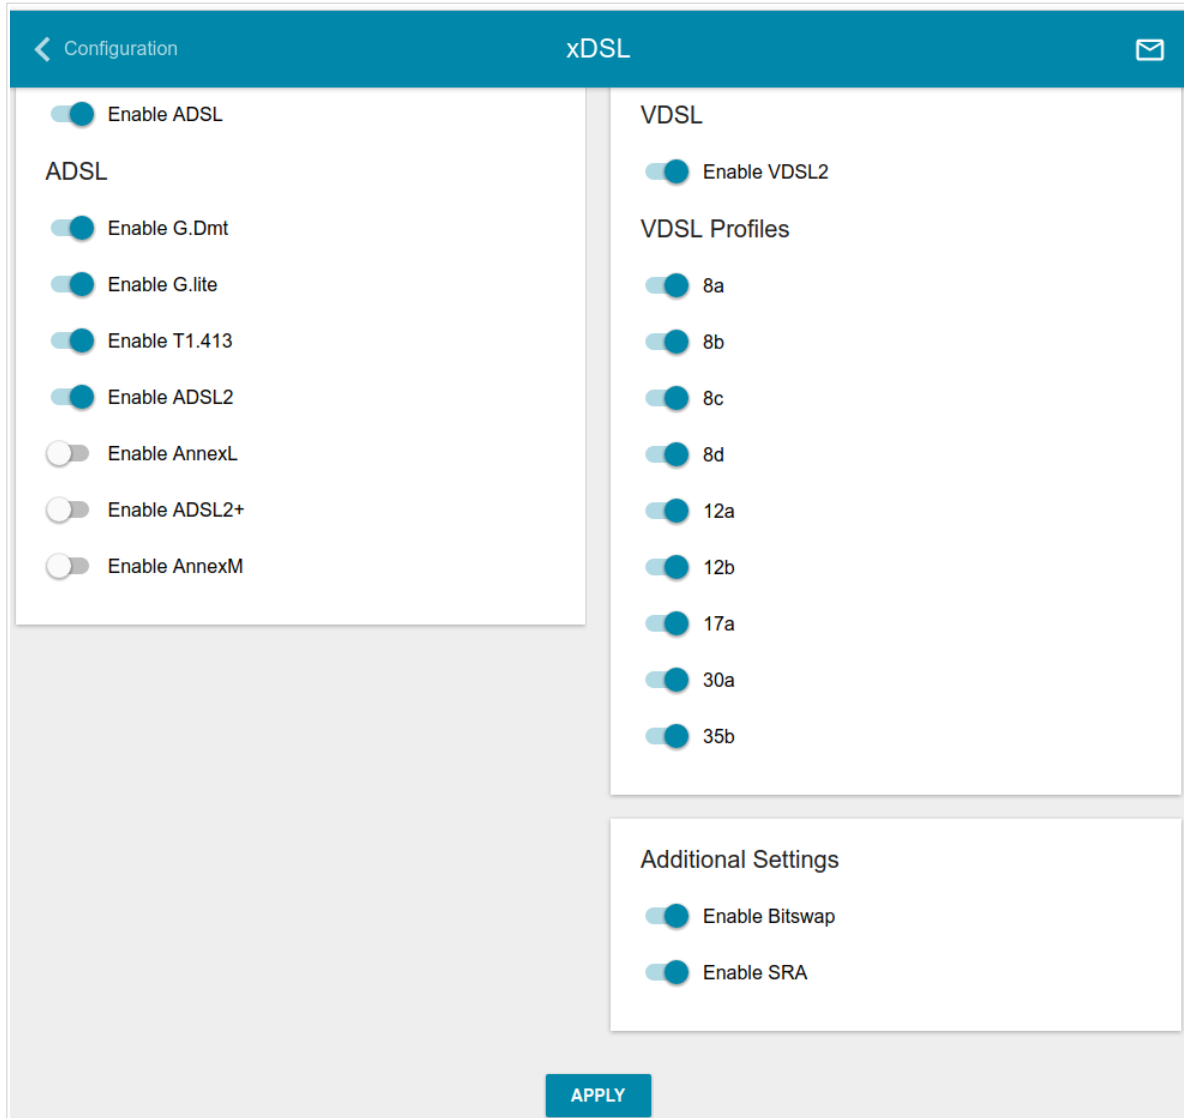 Configuration
xDSL
Enable ADSL
ADSL
Enable G.Dmt
Enable G.lite
Enable T1.413
Enable ADSL2
Enable AnnexL
Enable ADSL2+
Enable AnnexM
VDSL
Enable VDSL2
VDSL Profiles
8a
8b
8c
8d
12a
12b
17a
30a
35b
Additional Settings
Enable Bitswap
Enable SRA
APPLY